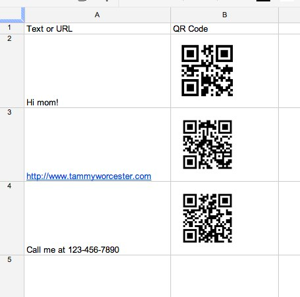 A B
1 Text or URL QR Code
2
Hi mom!
3
http://www.tammyworcester.com
4
Call me at 123-456-7890
5